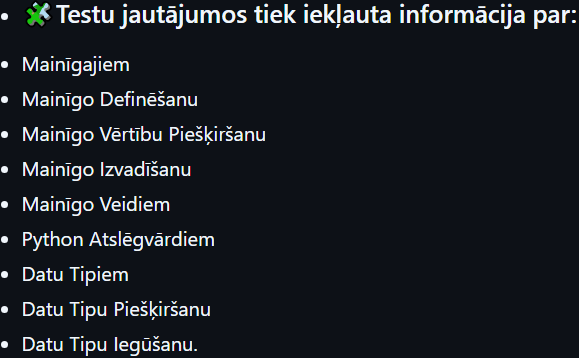 Testu jautājumos tiek iekļauta informācija par:
Mainīgajiem
Mainīgo Definēšanu
Mainīgo Vērtību Piešķiršanu
Mainīgo Izvadīšanu
Mainīgo Veidiem
Python Atslēgvārdiem
Datu Tipiem
Datu Tipu Piešķiršanu
Datu Tipu Iegūšanu.